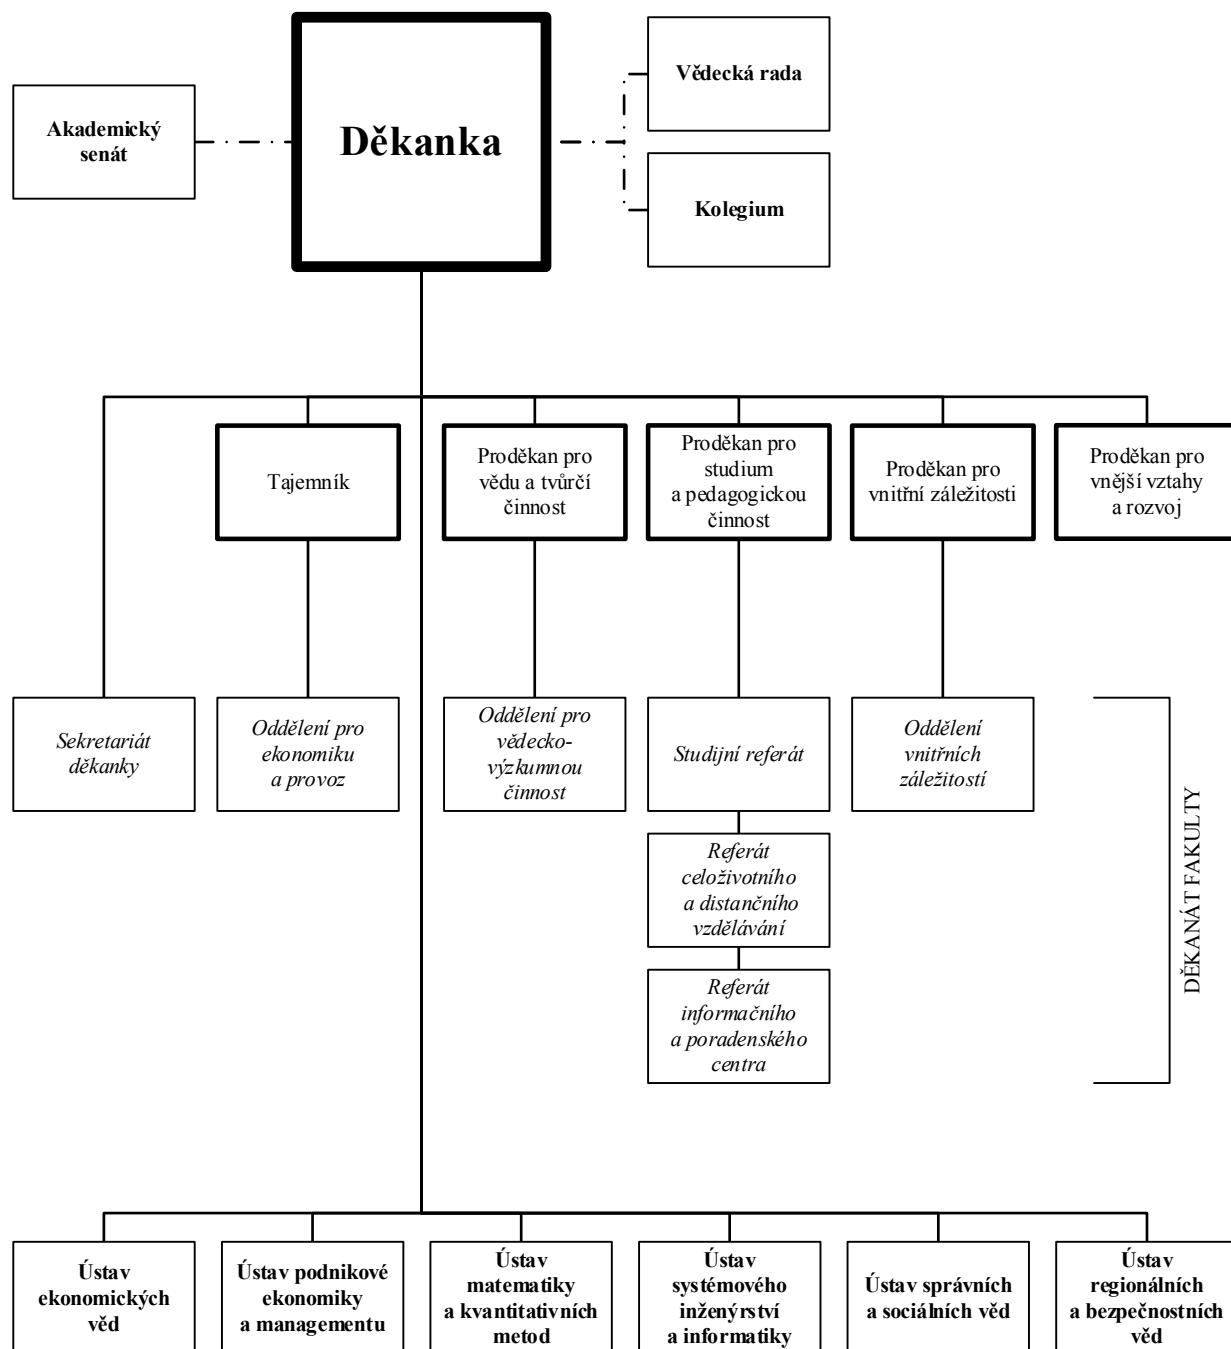 Akademický
senát
Děkanka
Vědecká rada
Kolegium
Tajemník
Proděkan pro
vědu a tvůrčí
činnost
Proděkan pro
studium
a pedagogickou
činnost
Proděkan pro
vnitřní záležitosti
Proděkan pro
vnější vztahy
a rozvoj
Sekretariát
děkanky
Oddělení pro
ekonomiku
a provoz
Oddělení pro
vědecko-
výzkumnou
činnost
Studijní referát
Oddělení
vnitřních
záležitostí
Referát
celoživotního
a distančního
vzdělávání
Referát
informačního
a poradenského
centra
DĚKANÁT FAKULTY
Ústav
ekonomických
věd
Ústav podnikové
ekonomiky
a managementu
Ústav
matematiky
a kvantitativních
metod
Ústav
systémového
inženýrství
a informatiky
Ústav správních
a sociálních věd
Ústav
regionálních
a bezpečnostních
věd